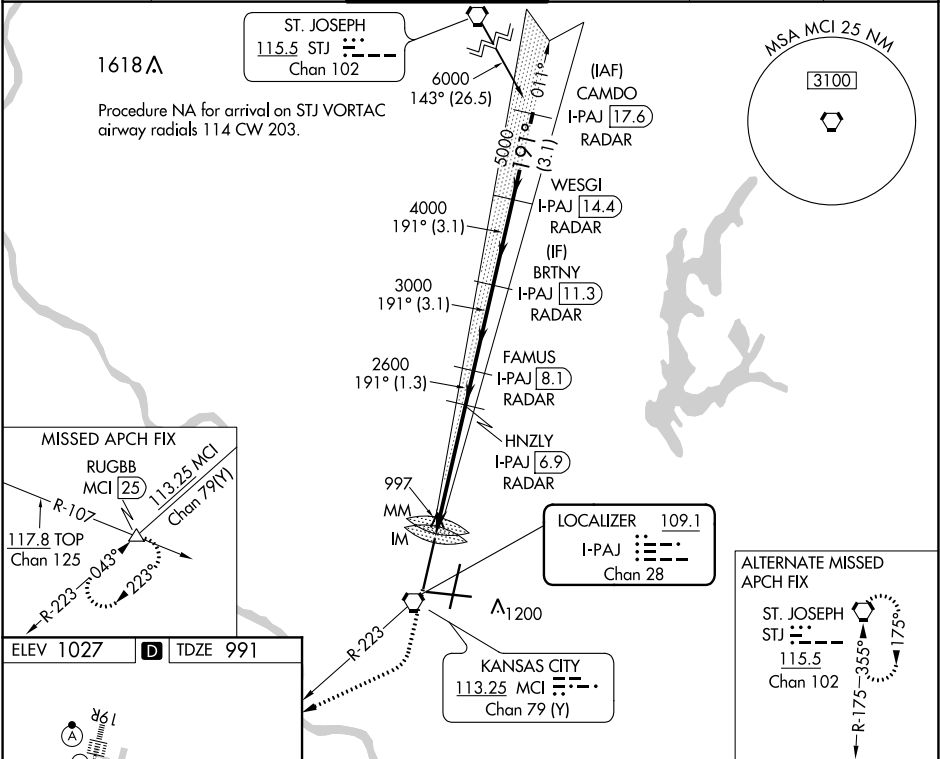 ST. JOSEPH
115.5 STJ
Chan 102
1618
Procedure NA for arrival on STJ VORTAC
airway radials 114 CW 203.
6000
143° (26.5)
011°
5000
191°
(3.1)
(IAF)
CAMDO
I-PAJ 17.6
RADAR
MSA MCI 25 NM
3100
WESGI
I-PAJ 14.4
RADAR
4000
191° (3.1)
(IF)
BRTNY
I-PAJ 11.3
RADAR
3000
191° (3.1)
FAMUS
I-PAJ 8.1
RADAR
2600
191° (1.3)
HNZLY
I-PAJ 6.9
RADAR
997
MM
IM
MISSED APCH FIX
RUGBB
MCI 25
113.25 MCI
Chan 79(Y)
R-107
117.8 TOP
Chan 125
R-223
043°
223°
LOCALIZER 109.1
I-PAJ
Chan 28
1200
R-223
KANSAS CITY
113.25 MCI
Chan 79 (Y)
ALTERNATE MISSED
APCH FIX
ST. JOSEPH
STJ
115.5
Chan 102
R-175
355°
175°
ELEV 1027 D TDZE 991
19R
A